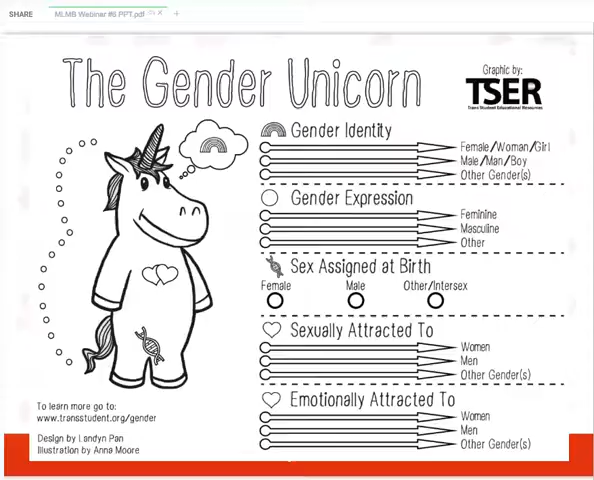 SHARE
MLMB Webinar #6 PPT.pdf
The Gender Unicorn
Graphic by:
TSER
Trans Student Educational Resources
Gender Identity
Female/Woman/Girl
Male/Man/Boy
Other Gender(s)
Gender Expression
Feminine
Masculine
Other
Sex Assigned at Birth
Female Male Other/Intersex
Sexually Attracted To
Women
Men
Other Gender(s)
Emotionally Attracted To
Women
Men
Other Gender(s)
To learn more go to:
www.transstudent.org/gender
Design by Landyn Pan
Illustration by Anna Moore